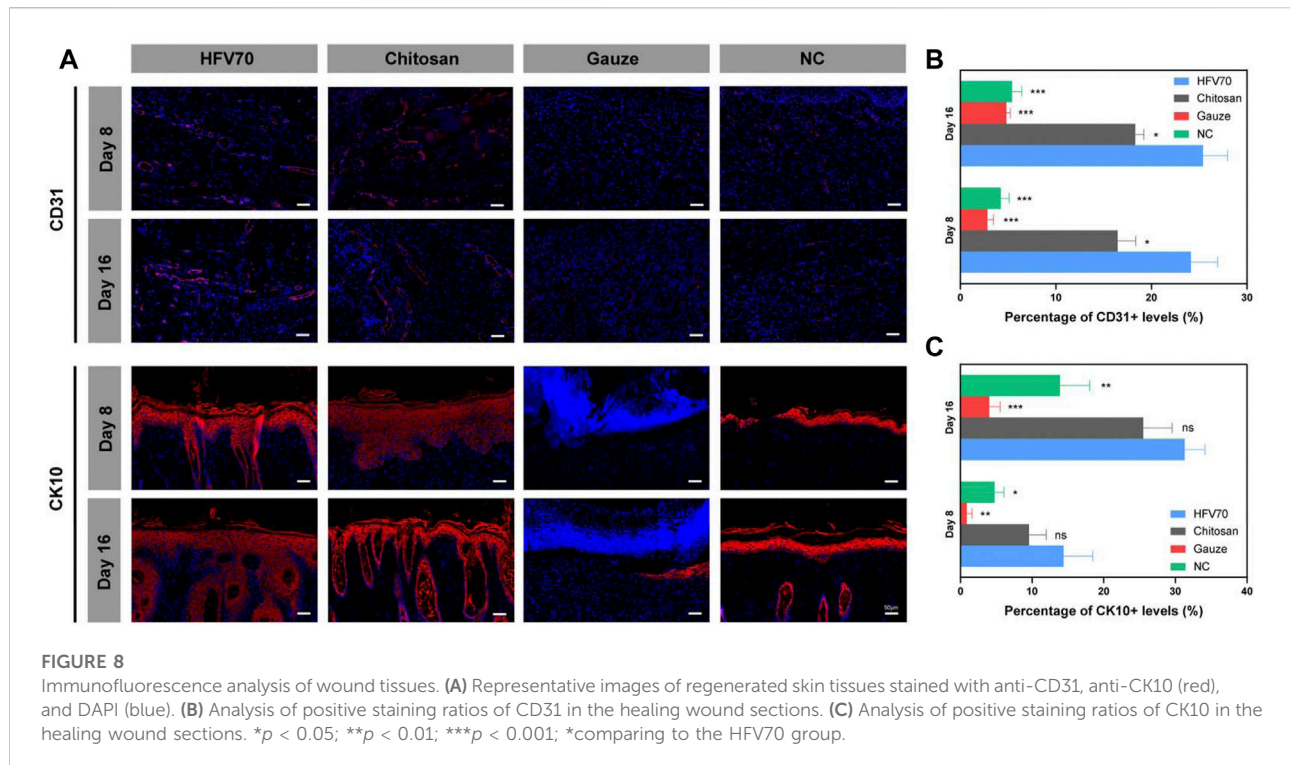 A
HFV70
Chitosan
Gauze
NC
CD31
Day 8
Day 16
CK10
Day 8
Day 16
50μm
B
HFV70
Chitosan
Gauze
NC
Day 16
***
***
*
Day 8
***
***
*
0 10 20 30
Percentage of CD31+ levels (%)
C
Day 16
**
***
ns
Day 8
*
**
ns
HFV70
Chitosan
Gauze
NC
0 10 20 30 40
Percentage of CK10+ levels (%)
FIGURE 8
Immunofluorescence analysis of wound tissues. (A) Representative images of regenerated skin tissues stained with anti-CD31, anti-CK10 (red),
and DAPI (blue). (B) Analysis of positive staining ratios of CD31 in the healing wound sections. (C) Analysis of positive staining ratios of CK10 in the
healing wound sections. *p < 0.05; **p < 0.01; ***p < 0.001; *comparing to the HFV70 group.